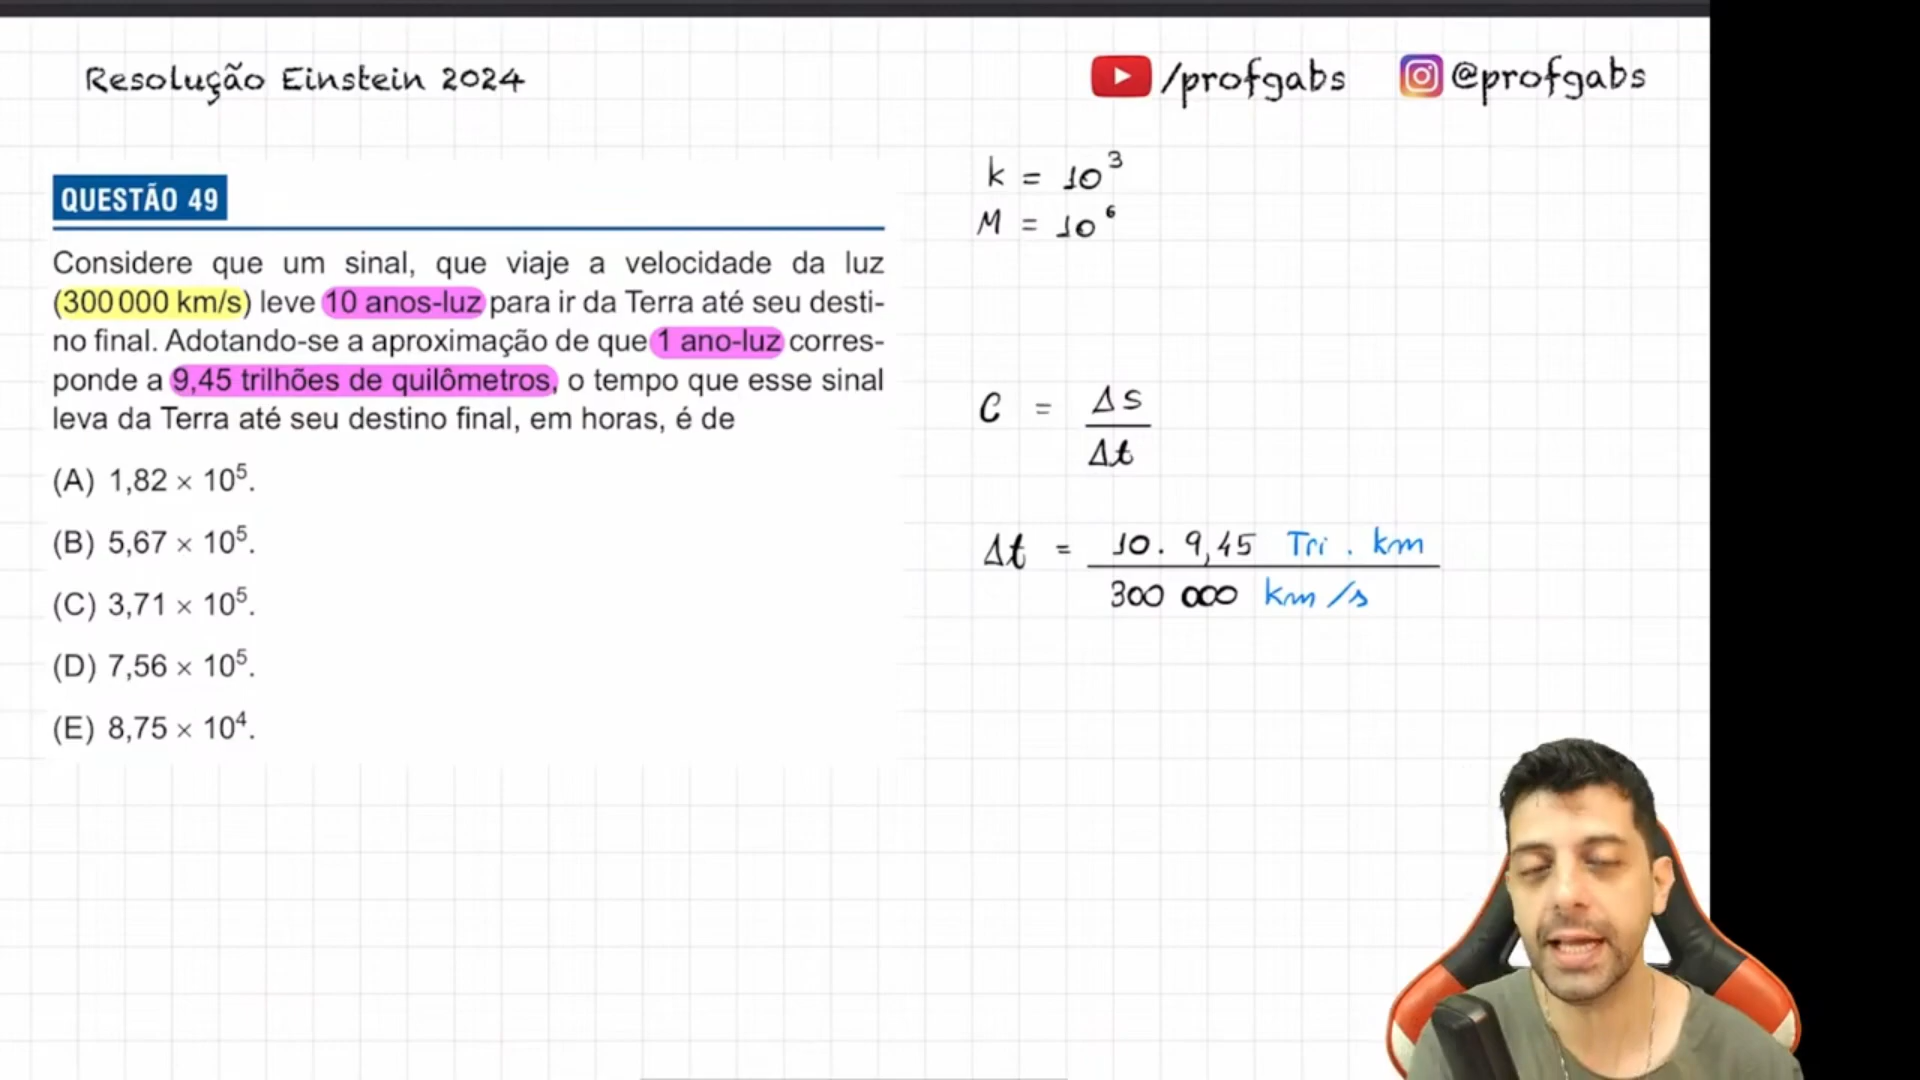 Resolução Einstein 2024
/profgabs @profgabs
QUESTÃO 49
Considere que um sinal, que viaje a velocidade da luz
(300 000 km/s) leve 10 anos-luz para ir da Terra até seu desti-
no final. Adotando-se a aproximação de que 1 ano-luz corres-
ponde a 9,45 trilhões de quilômetros, o tempo que esse sinal
leva da Terra até seu destino final, em horas, é de
(A) 1,82 × 10⁵.
(B) 5,67 × 10⁵.
(C) 3,71 × 10⁵.
(D) 7,56 × 10⁵.
(E) 8,75 × 10⁴.
k = 10³
M = 10⁶
C = Δs
Δt
Δt = 10. 9,45 Tri . km
300 000 km/s